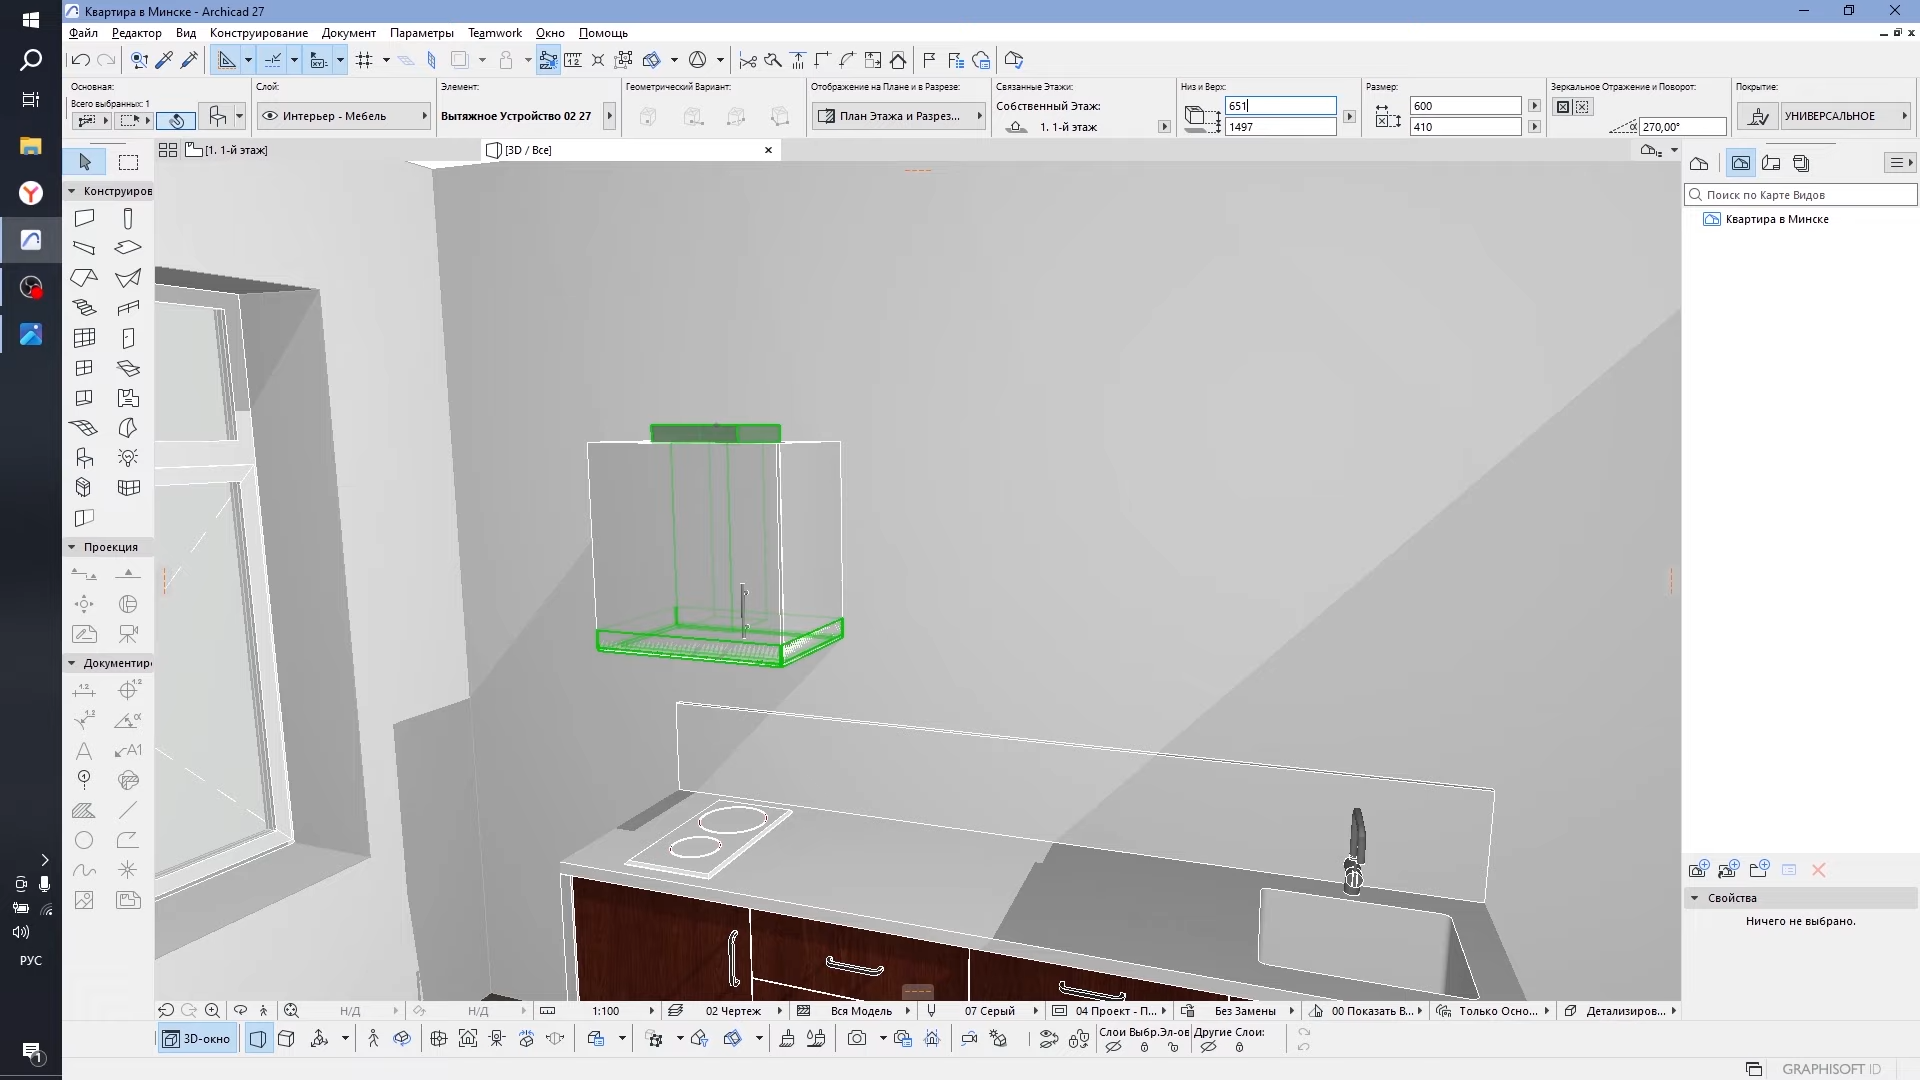 Квартира в Минске - Archicad 27
Файл Редактор Вид Конструирование Документ Параметры Teamwork Окно Помощь
Основная:
Всего выбранных: 1
Слой:
Интерьер - Мебель
Элемент:
Вытяжное Устройство 02 27
Геометрический Вариант:
Отображение на Плане и в Разрезе:
План Этажа и Разрез...
Связанные Этажи:
Собственный Этаж:
1. 1-й этаж
Низ и Верх:
651
1497
Размер:
600
410
Зеркальное Отражение и Поворот:
270,00°
Покрытие:
УНИВЕРСАЛЬНОЕ
[1. 1-й этаж]
[3D / Все]
Конструиров
Проекция
Документиро
Поиск по Карте Видов
Квартира в Минске
Свойства
Ничего не выбрано.
РУС
Н/Д
Н/Д
1:100
02 Чертеж
Вся Модель
07 Серый
04 Проект - П...
Без Замены
00 Показать В...
Только Осно...
Детализиров...
3D-окно
Слои Выбр.Эл-ов
Другие Слои:
GRAPHISOFT ID